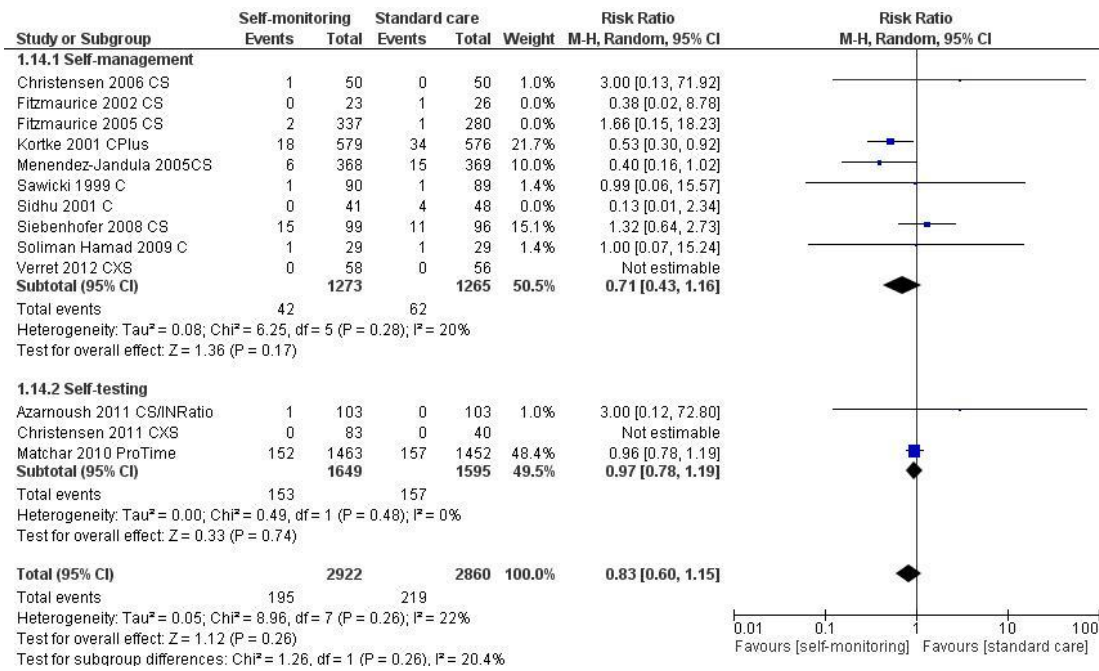 Self-monitoring Standard care Risk Ratio Risk Ratio
Study or Subgroup Events Total Events Total Weight M-H, Random, 95% CI M-H, Random, 95% CI
1.14.1 Self-management
Christensen 2006 CS 1 50 0 50 1.0% 3.00 [0.13, 71.92]
Fitzmaurice 2002 CS 0 23 1 26 0.0% 0.38 [0.02, 8.78]
Fitzmaurice 2005 CS 2 337 1 280 0.0% 1.66 [0.15, 18.23]
Kortke 2001 CPlus 18 579 34 576 21.7% 0.53 [0.30, 0.92]
Menendez-Jandula 2005CS 6 368 15 369 10.0% 0.40 [0.16, 1.02]
Sawicki 1999 C 1 90 1 89 1.4% 0.99 [0.06, 15.57]
Sidhu 2001 C 0 41 4 48 0.0% 0.13 [0.01, 2.34]
Siebenhofer 2008 CS 15 99 11 96 15.1% 1.32 [0.64, 2.73]
Soliman Hamad 2009 C 1 29 1 29 1.4% 1.00 [0.07, 15.24]
Verret 2012 CXS 0 58 0 56 Not estimable
Subtotal (95% CI) 1273 1265 50.5% 0.71 [0.43, 1.16]
Total events 42 62
Heterogeneity: Tau² = 0.08; Chi² = 6.25, df = 5 (P = 0.28); I² = 20%
Test for overall effect: Z = 1.36 (P = 0.17)
1.14.2 Self-testing
Azarnoush 2011 CS/INRatio 1 103 0 103 1.0% 3.00 [0.12, 72.80]
Christensen 2011 CXS 0 83 0 40 Not estimable
Matchar 2010 ProTime 152 1463 157 1452 48.4% 0.96 [0.78, 1.19]
Subtotal (95% CI) 1649 1595 49.5% 0.97 [0.78, 1.19]
Total events 153 157
Heterogeneity: Tau² = 0.00; Chi² = 0.49, df = 1 (P = 0.48); I² = 0%
Test for overall effect: Z = 0.33 (P = 0.74)
Total (95% CI) 2922 2860 100.0% 0.83 [0.60, 1.15]
Total events 195 219
Heterogeneity: Tau² = 0.05; Chi² = 8.96, df = 7 (P = 0.26); I² = 22%
Test for overall effect: Z = 1.12 (P = 0.26)
Test for subgroup differences: Chi² = 1.26, df = 1 (P = 0.26), I² = 20.4%
0.01 0.1 1 10 100
Favours [self-monitoring] Favours [standard care]